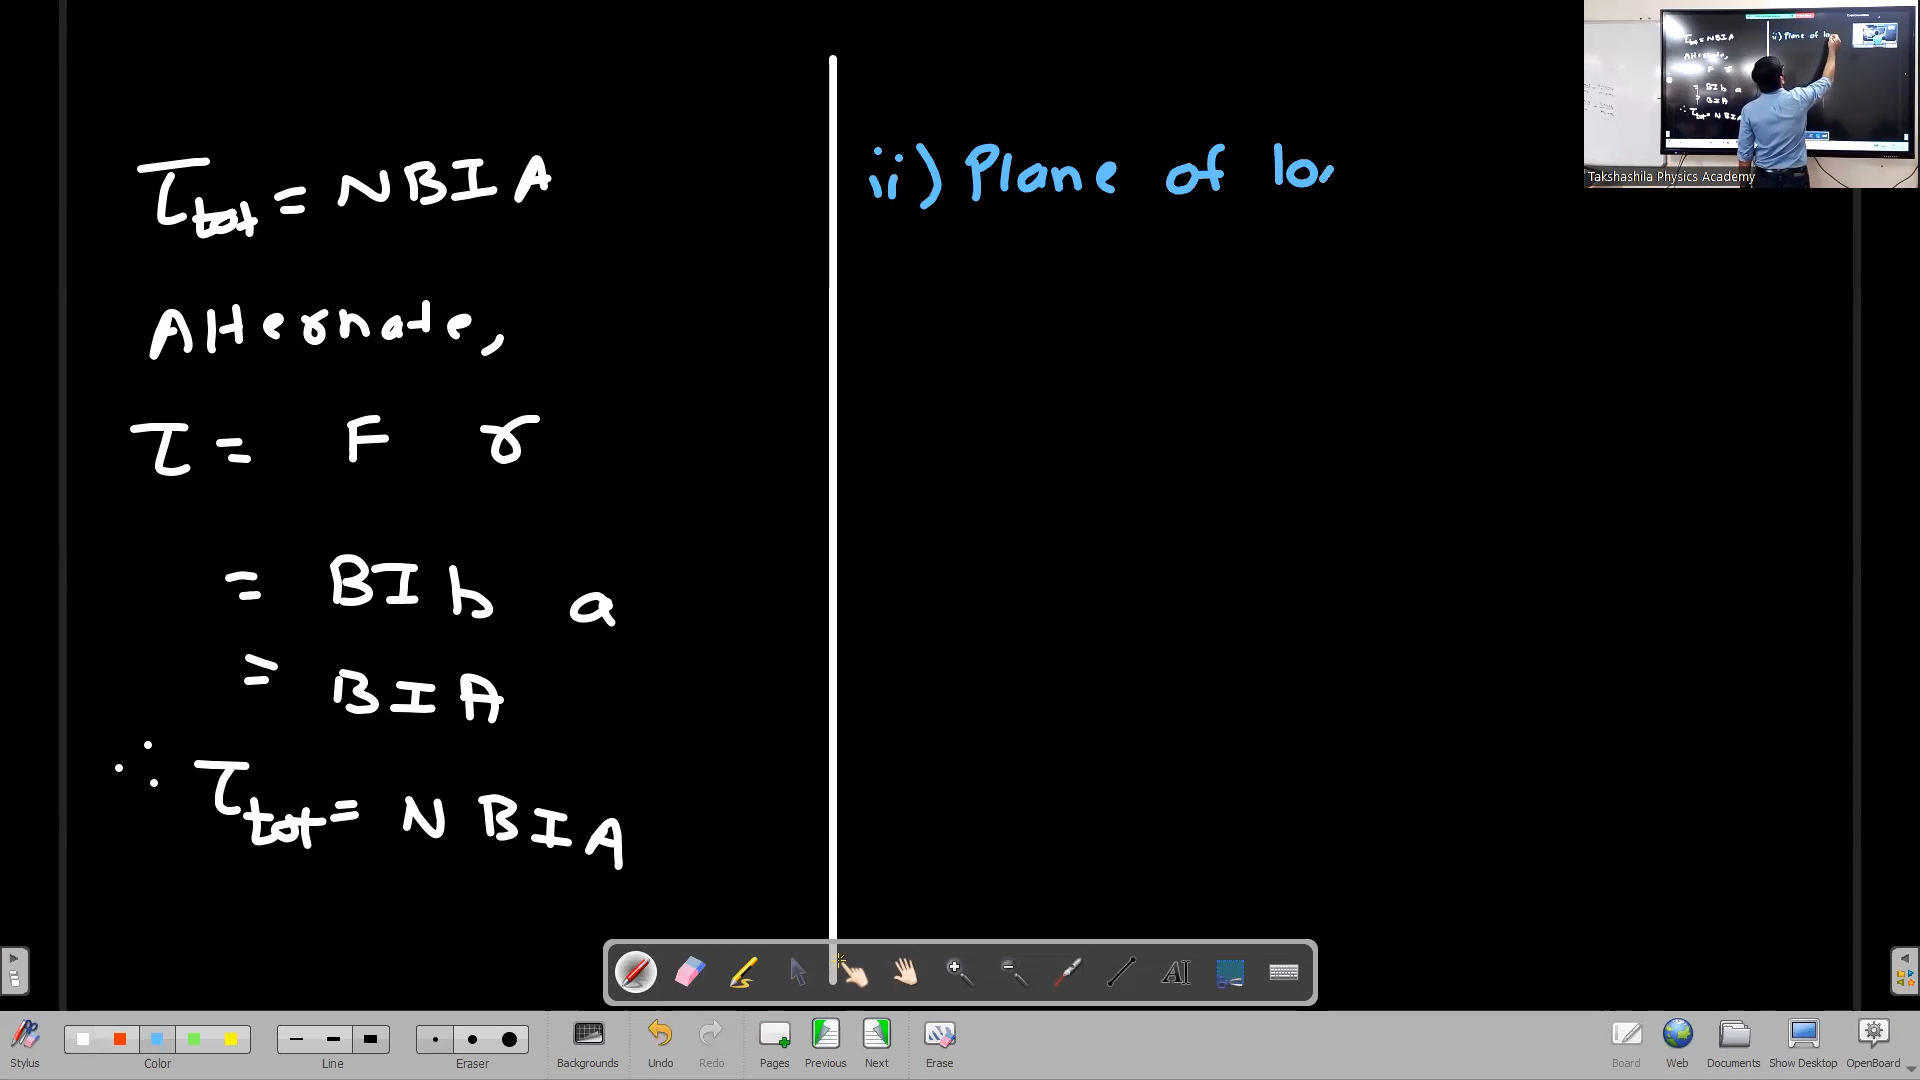 τtot = NBIA
Alternate,
τ = F r
= BIb a
= BIA
∴ τtot = NBIA
ii) Plane of lo
Takshashila Physics Academy
Stylus
Color
Line
Eraser
Backgrounds
Undo
Redo
Pages
Previous
Next
Erase
Board
Web
Documents
Show Desktop
OpenBoard